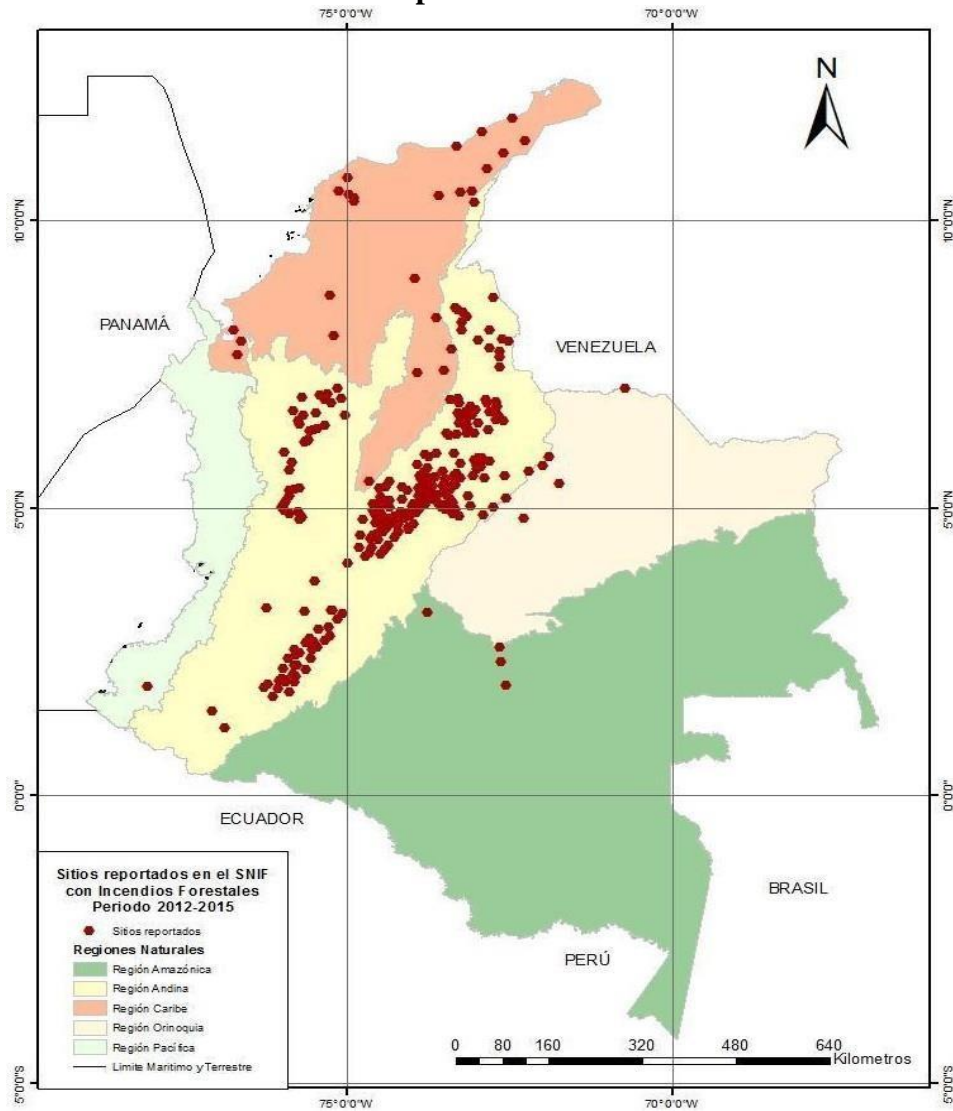 75°0'0"W
70°0'0"W
N
10°0'0"N
10°0'0"N
PANAMÁ
VENEZUELA
5°0'0"N
5°0'0"N
0°0'0"
0°0'0"
ECUADOR
BRASIL
PERÚ
Sitios reportados en el SNIF
con Incendios Forestales
Periodo 2012-2015
Sitios reportados
Regiones Naturales
Región Amazónica
Región Andina
Región Caribe
Región Orinoquia
Región Pacífica
Limite Maritimo y Terrestre
0 80 160 320 480 640
Kilometros
5°0'0"S
5°0'0"S
75°0'0"W
70°0'0"W